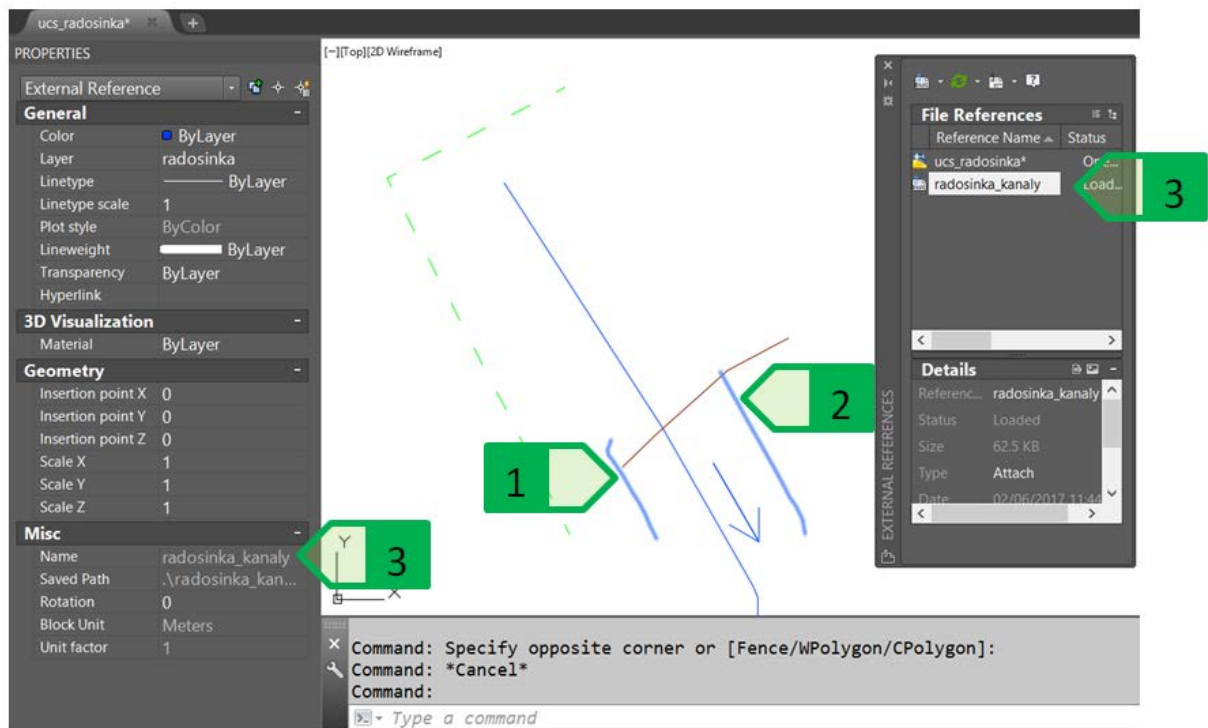 ucs_radosinka*
PROPERTIES
External Reference
General
Color ByLayer
Layer radosinka
Linetype ByLayer
Linetype scale 1
Plot style ByColor
Lineweight ByLayer
Transparency ByLayer
Hyperlink
3D Visualization
Material ByLayer
Geometry
Insertion point X 0
Insertion point Y 0
Insertion point Z 0
Scale X 1
Scale Y 1
Scale Z 1
Misc
Name radosinka_kanaly
Saved Path .\radosinka_kan...
Rotation 0
Block Unit Meters
Unit factor 1
3
[−][Top][2D Wireframe]
1
2
Y
X
File References
Reference Name Status
ucs_radosinka*
radosinka_kanaly Load...
3
Details
Referenc... radosinka_kanaly
Status Loaded
Size 62.5 KB
Type Attach
Date 02/06/2017 11:44
EXTERNAL REFERENCES
Command: Specify opposite corner or [Fence/WPolygon/CPolygon]:
Command: *Cancel*
Command:
Type a command